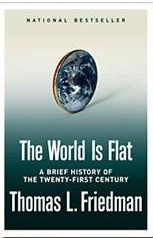 NATIONAL BESTSELLER
The World Is Flat
A BRIEF HISTORY OF
THE TWENTY-FIRST CENTURY
Thomas L. Friedman